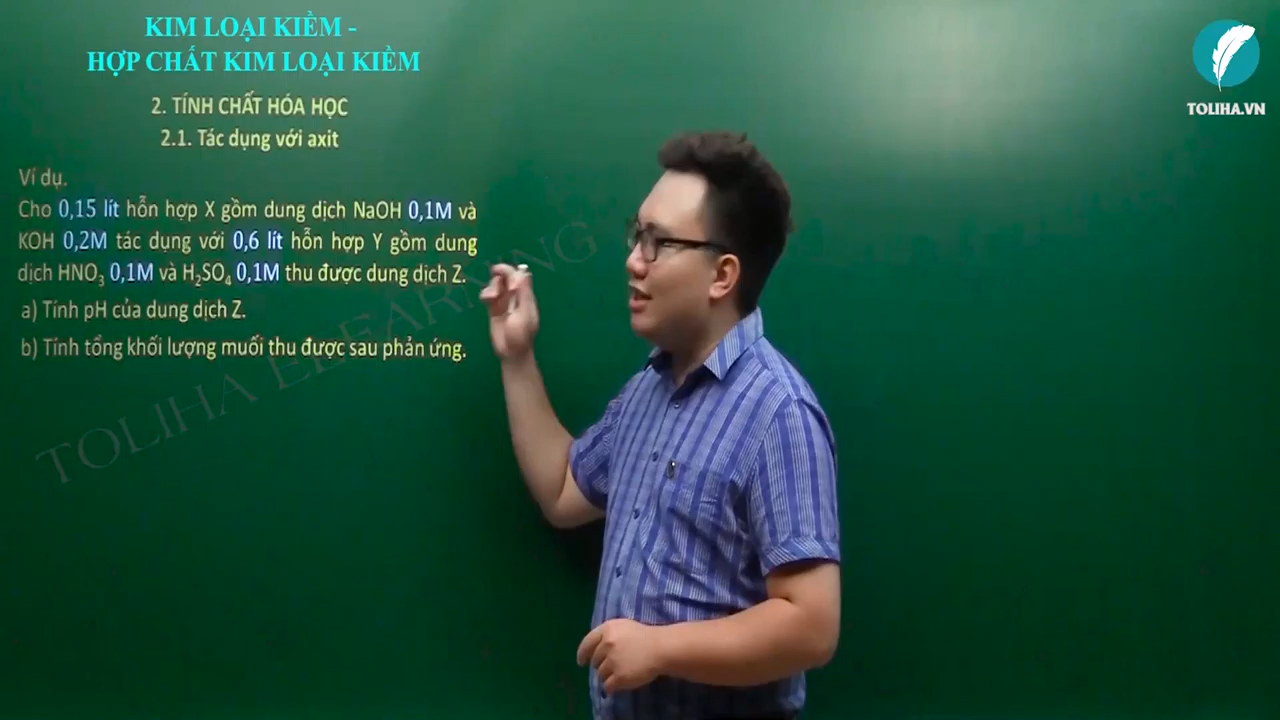 KIM LOẠI KIỀM -
HỢP CHẤT KIM LOẠI KIỀM
TOLIHA.VN
2. TÍNH CHẤT HÓA HỌC
2.1. Tác dụng với axit
Ví dụ.
Cho 0,15 lít hỗn hợp X gồm dung dịch NaOH 0,1M và
KOH 0,2M tác dụng với 0,6 lít hỗn hợp Y gồm dung
dịch HNO₃ 0,1M và H₂SO₄ 0,1M thu được dung dịch Z.
a) Tính pH của dung dịch Z.
b) Tính tổng khối lượng muối thu được sau phản ứng.
TOLIHA EEEARNING